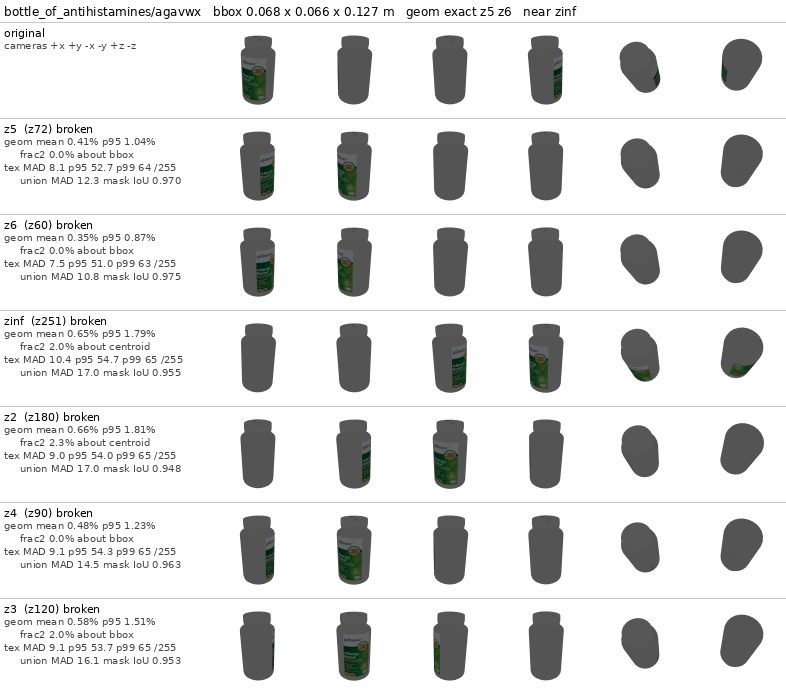 bottle_of_antihistamines/agavwx bbox 0.068 x 0.066 x 0.127 m geom exact z5 z6 near zinf
original
cameras +x +y -x -y +z -z
z5 (z72) broken
geom mean 0.41% p95 1.04%
frac2 0.0% about bbox
tex MAD 8.1 p95 52.7 p99 64 /255
union MAD 12.3 mask IoU 0.970
z6 (z60) broken
geom mean 0.35% p95 0.87%
frac2 0.0% about bbox
tex MAD 7.5 p95 51.0 p99 63 /255
union MAD 10.8 mask IoU 0.975
zinf (z251) broken
geom mean 0.65% p95 1.79%
frac2 2.0% about centroid
tex MAD 10.4 p95 54.7 p99 65 /255
union MAD 17.0 mask IoU 0.955
z2 (z180) broken
geom mean 0.66% p95 1.81%
frac2 2.3% about centroid
tex MAD 9.0 p95 54.0 p99 65 /255
union MAD 17.0 mask IoU 0.948
z4 (z90) broken
geom mean 0.48% p95 1.23%
frac2 0.0% about bbox
tex MAD 9.1 p95 54.3 p99 65 /255
union MAD 14.5 mask IoU 0.963
z3 (z120) broken
geom mean 0.58% p95 1.51%
frac2 2.0% about bbox
tex MAD 9.1 p95 53.7 p99 65 /255
union MAD 16.1 mask IoU 0.953